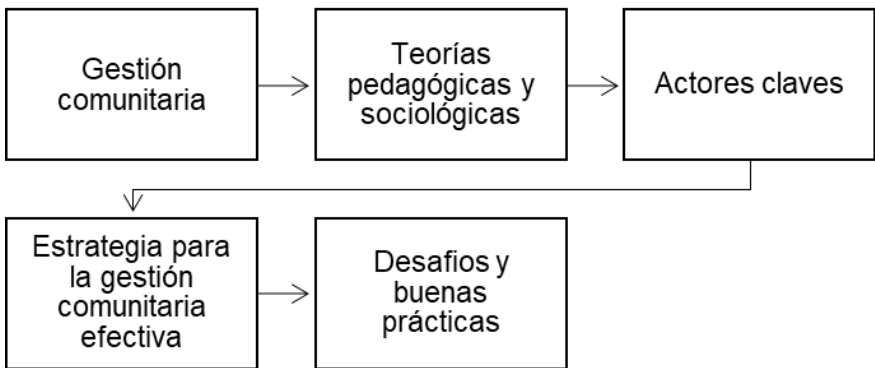 Gestión
comunitaria
Teorías
pedagógicas y
sociológicas
Actores claves
Estrategia para
la gestión
comunitaria
efectiva
Desafios y
buenas
prácticas